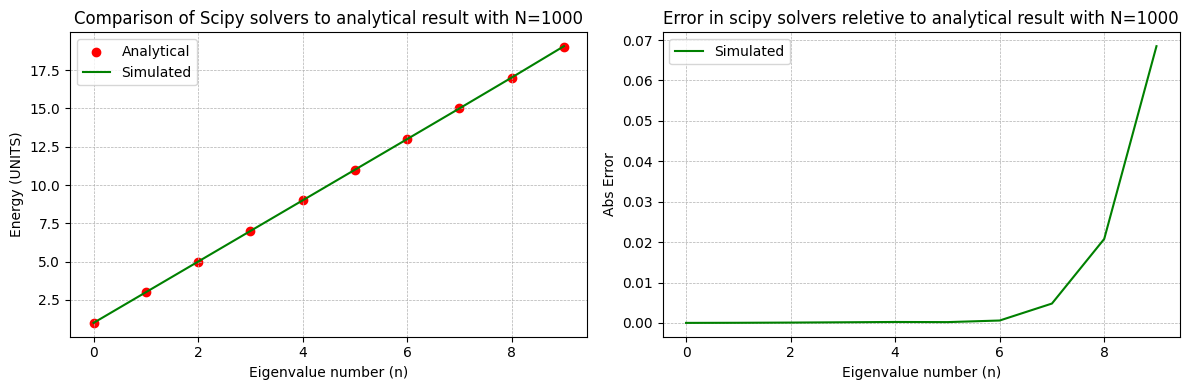 Comparison of Scipy solvers to analytical result with N=1000
Analytical
Simulated
17.5
15.0
12.5
10.0
7.5
5.0
2.5
Energy (UNITS)
0 2 4 6 8
Eigenvalue number (n)
Error in scipy solvers reletive to analytical result with N=1000
Simulated
0.07
0.06
0.05
0.04
0.03
0.02
0.01
0.00
Abs Error
0 2 4 6 8
Eigenvalue number (n)